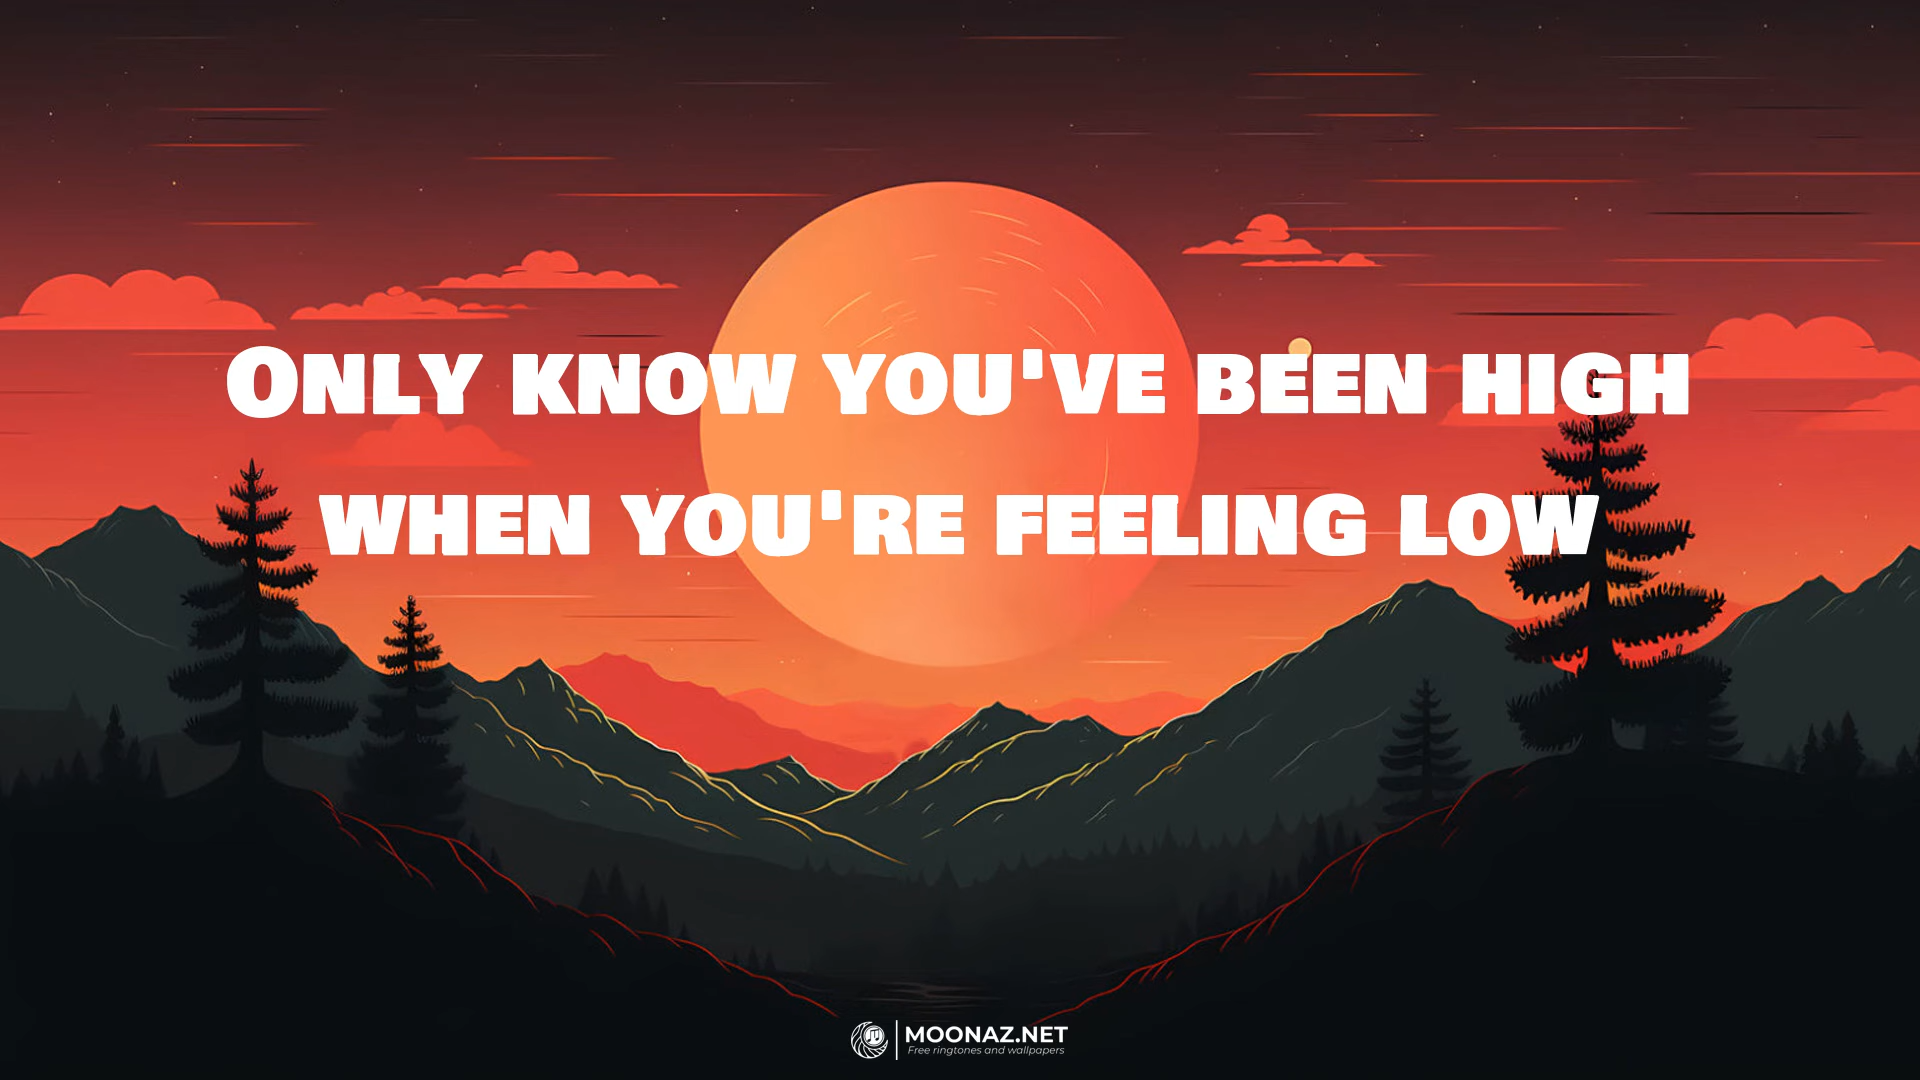 Only know you've been high
when you're feeling low
MOONAZ.NET
Free ringtones and wallpapers